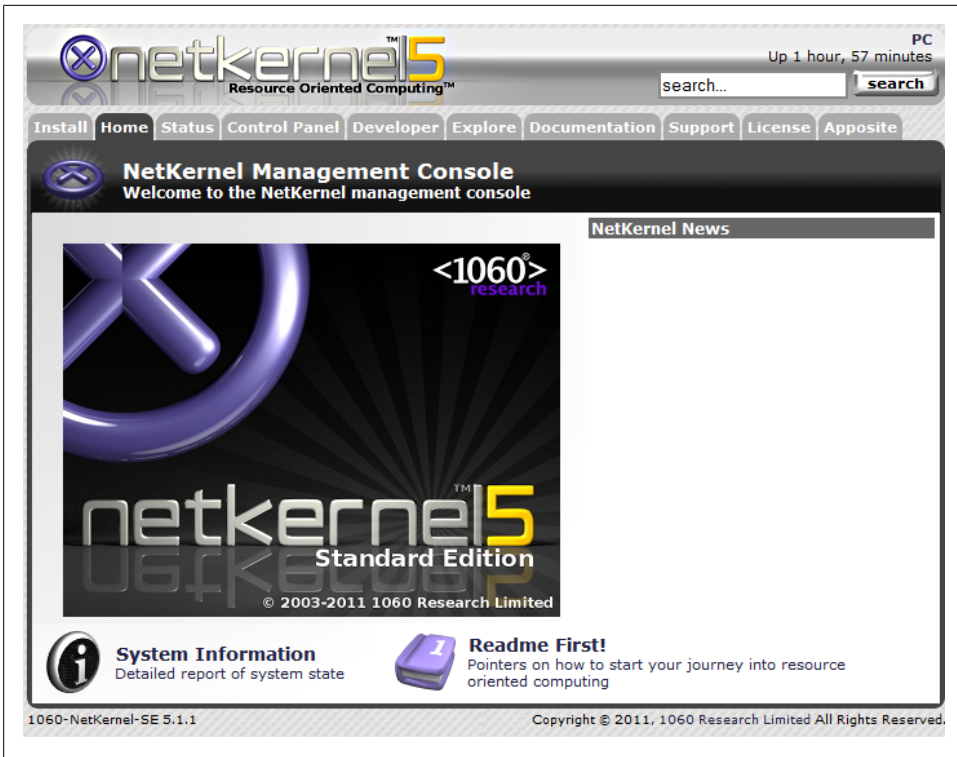 netkernel5™
Resource Oriented Computing™
PC
Up 1 hour, 57 minutes
search...
search
Install Home Status Control Panel Developer Explore Documentation Support License Apposite
NetKernel Management Console
Welcome to the NetKernel management console
NetKernel News
<1060>®
research
netkernel5™
Standard Edition
© 2003-2011 1060 Research Limited
System Information
Detailed report of system state
1
Readme First!
Pointers on how to start your journey into resource
oriented computing
1060-NetKernel-SE 5.1.1
Copyright © 2011, 1060 Research Limited All Rights Reserved.